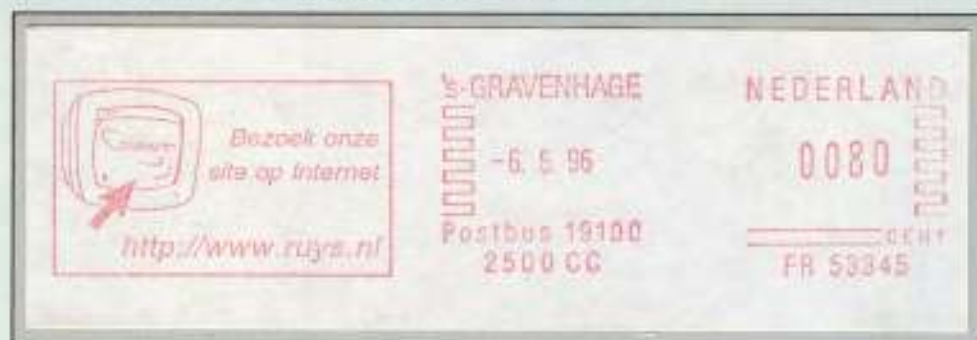 Bezoek onze
site op Internet
http://www.ruys.nl
's-GRAVENHAGE
-6. 5. 96
Postbus 19100
2500 CC
NEDERLAND
0080
CENT
FR 53345